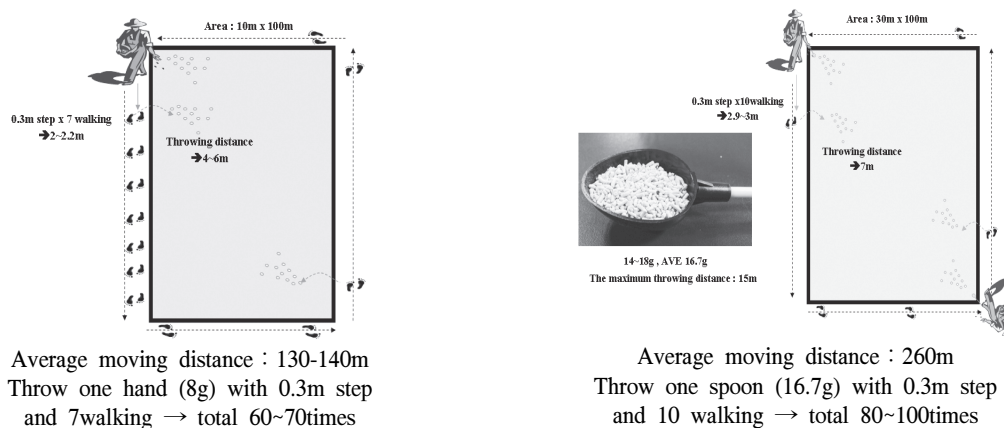 Area : 10m x 100m
0.3m step x 7 walking
➔2~2.2m
Throwing distance
➔4~6m
Average moving distance : 130-140m
Throw one hand (8g) with 0.3m step
and 7walking → total 60~70times
Area : 30m x 100m
0.3m step x10walking
➔2.9~3m
Throwing distance
➔7m
14~18g , AVE 16.7g
The maximum throwing distance : 15m
Average moving distance : 260m
Throw one spoon (16.7g) with 0.3m step
and 10 walking → total 80~100times